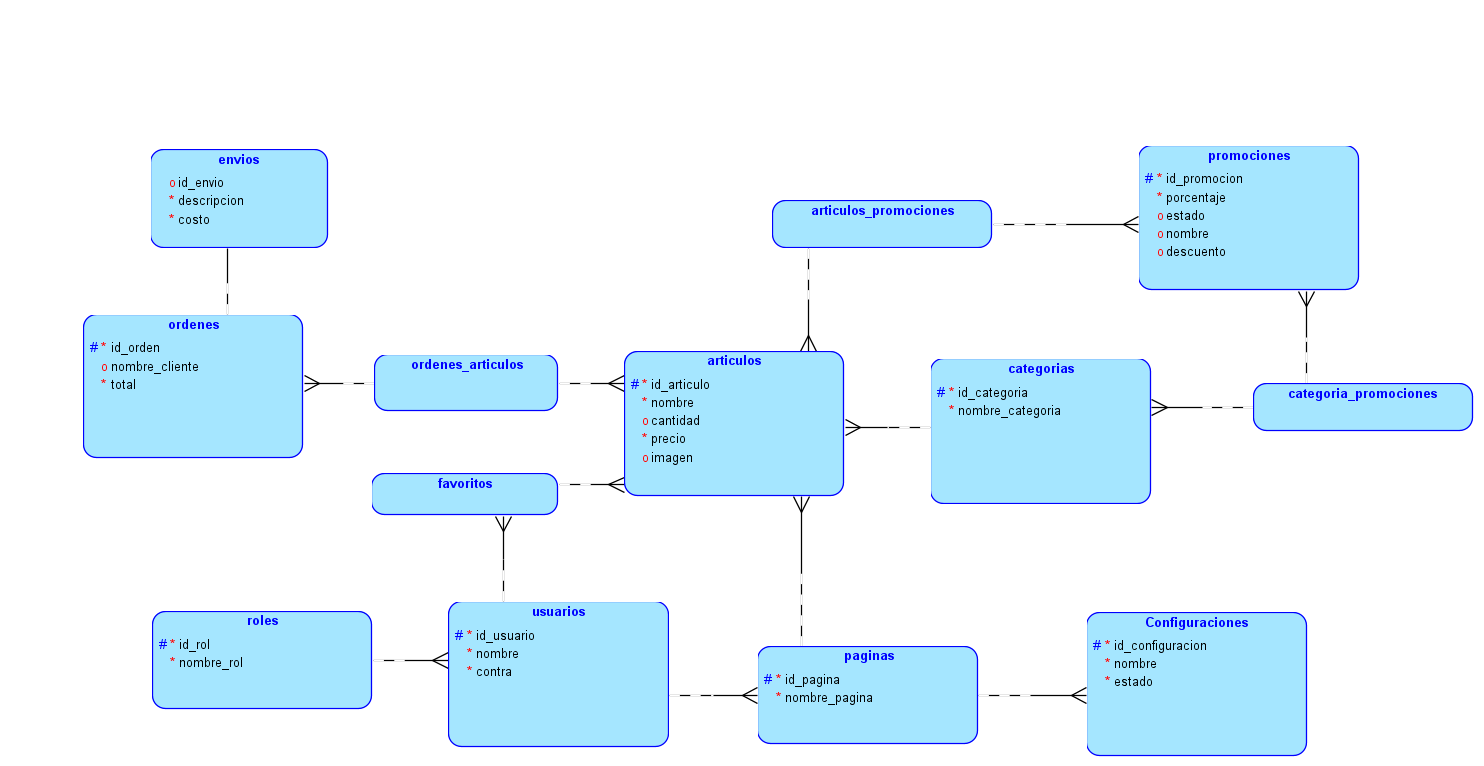 envios
o id_envio
* descripcion
* costo
promociones
# * id_promocion
* porcentaje
o estado
o nombre
o descuento
articulos_promociones
ordenes
# * id_orden
o nombre_cliente
* total
ordenes_articulos
articulos
# * id_articulo
* nombre
o cantidad
* precio
o imagen
categorias
# * id_categoria
* nombre_categoria
categoria_promociones
favoritos
roles
# * id_rol
* nombre_rol
usuarios
# * id_usuario
* nombre
* contra
paginas
# * id_pagina
* nombre_pagina
Configuraciones
# * id_configuracion
* nombre
* estado